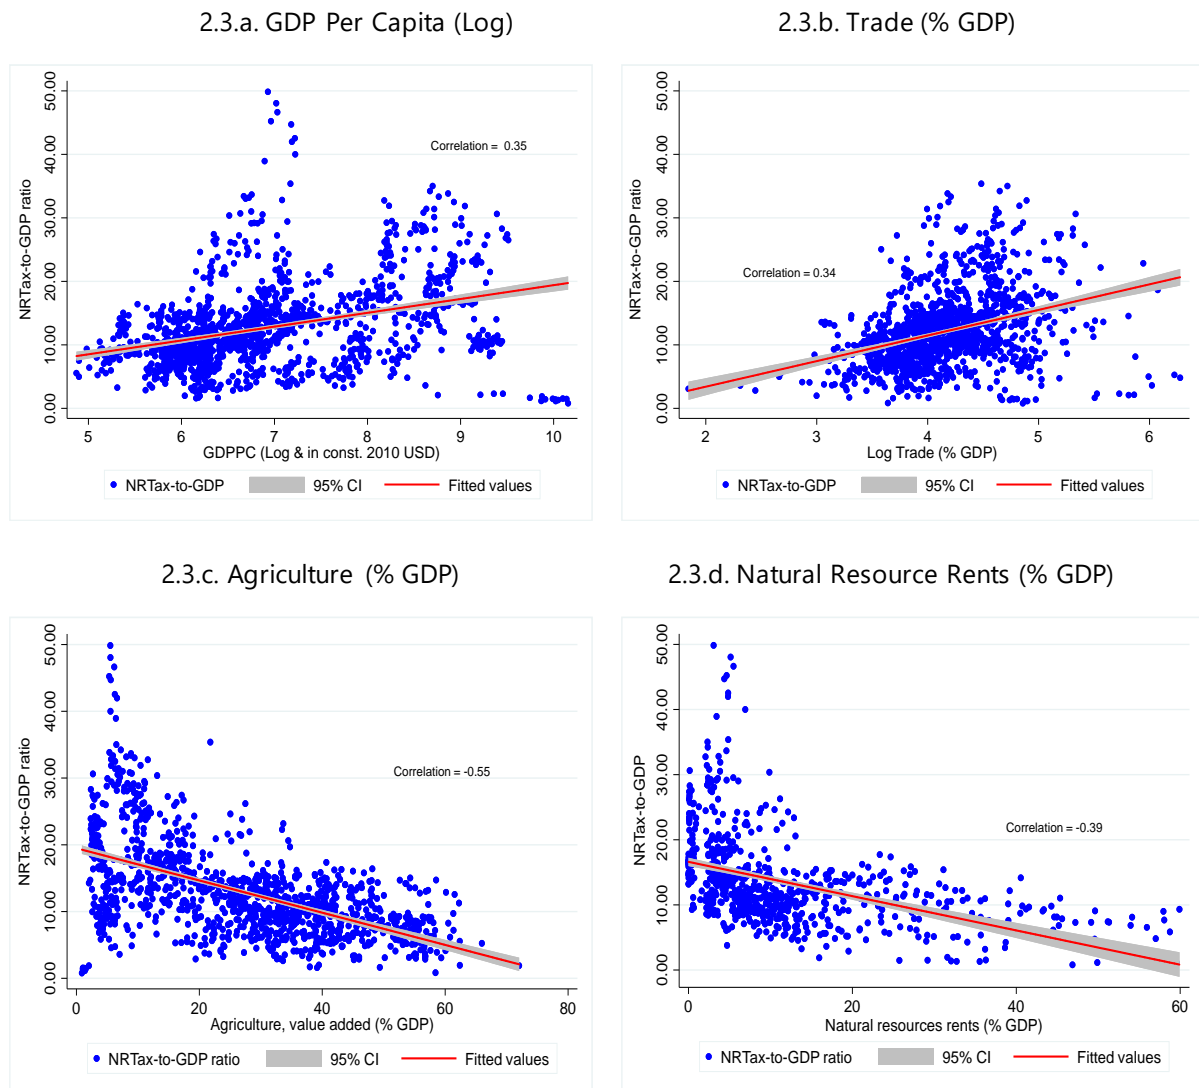 2.3.a. GDP Per Capita (Log)
NRTax-to-GDP ratio
50.00
40.00
30.00
20.00
10.00
0.00
Correlation = 0.35
5 6 7 8 9 10
GDPPC (Log & in const. 2010 USD)
NRTax-to-GDP 95% CI Fitted values
2.3.b. Trade (% GDP)
NRTax-to-GDP ratio
50.00
40.00
30.00
20.00
10.00
0.00
Correlation = 0.34
2 3 4 5 6
Log Trade (% GDP)
NRTax-to-GDP 95% CI Fitted values
2.3.c. Agriculture (% GDP)
NRTax-to-GDP ratio
50.00
40.00
30.00
20.00
10.00
0.00
Correlation = -0.55
0 20 40 60 80
Agriculture, value added (% GDP)
NRTax-to-GDP ratio 95% CI Fitted values
2.3.d. Natural Resource Rents (% GDP)
NRTax-to-GDP
50.00
40.00
30.00
20.00
10.00
0.00
Correlation = -0.39
0 20 40 60
Natural resources rents (% GDP)
NRTax-to-GDP ratio 95% CI Fitted values